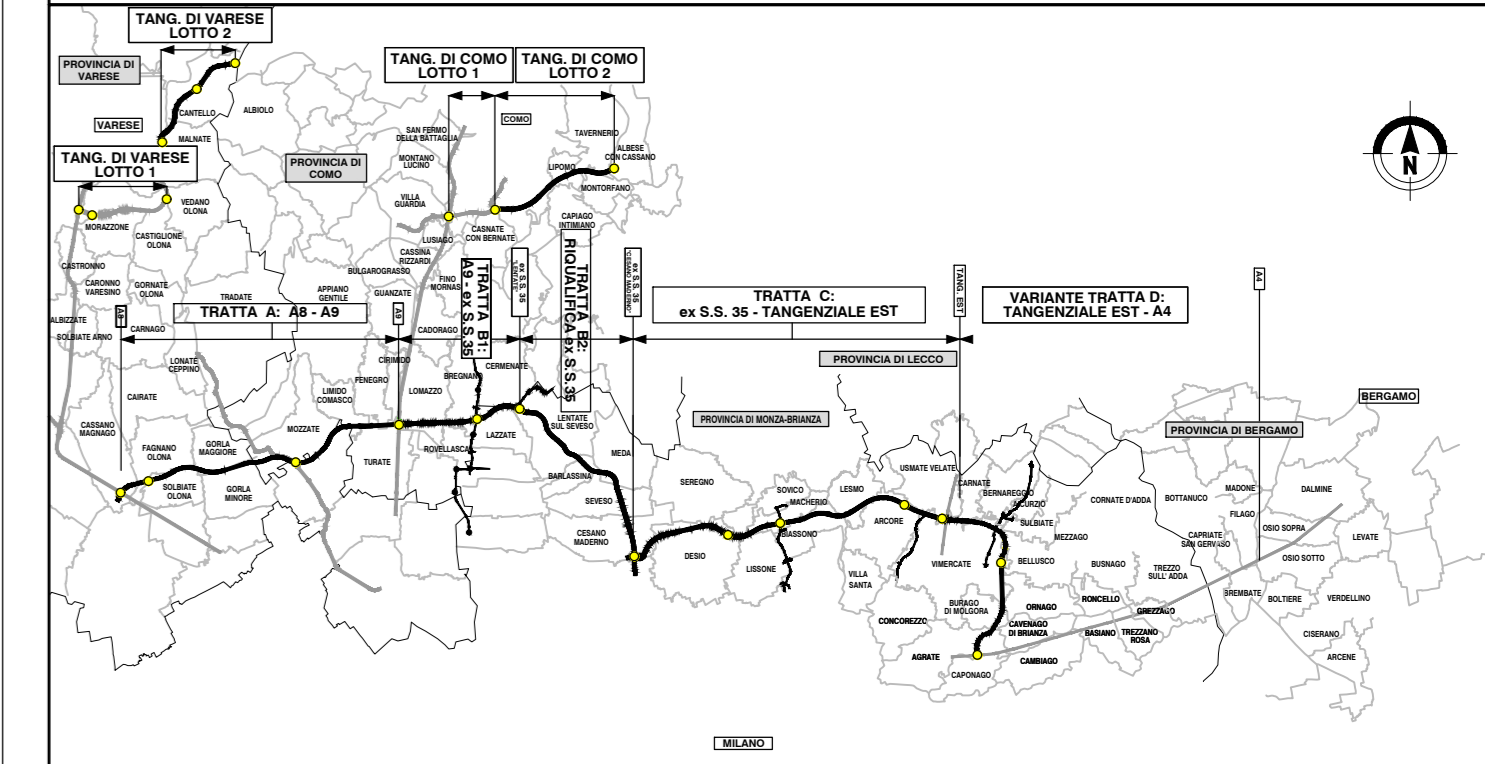 TANG. DI VARESE
LOTTO 2
PROVINCIA DI
VARESE
TANG. DI COMO
LOTTO 1
TANG. DI COMO
LOTTO 2
CANTELLO
ALBIOLO
VARESE
MALNATE
COMO
SAN FERMO
DELLA BATTAGLIA
TAVERNERIO
ALBESE
CON CASSANO
TANG. DI VARESE
LOTTO 1
PROVINCIA DI
COMO
MONTANO
LUCINO
LIPOMO
MONTORFANO
N
VEDANO
OLONA
VILLA
GUARDIA
MORAZZONE
CASTIGLIONE
OLONA
LUSIAGO
CASNATE
CON BERNATE
CAPIAGO
INTIMIANO
CASSINA
RIZZARDI
CASTRONNO
BULGAROGRASSO
CARONNO
VARESINO
GORNATE
OLONA
APPIANO
GENTILE
GUANZATE
FINO
MORNAS
TRADATE
TRATTA B1:
A9 - ex S.S.35
ex S.S. 35
"LENTATE"
TRATTA B2:
RIQUALIFICA ex S.S.35
ex S.S. 35
"CESANO MADERNO"
TANG. EST
A4
ALBIZZATE
SOLBIATE ARNO
CARNAGO
A8
TRATTA A: A8 - A9
A9
CADORAGO
TRATTA C:
ex S.S. 35 - TANGENZIALE EST
VARIANTE TRATTA D:
TANGENZIALE EST - A4
LONATE
CEPPINO
CIRIMIDO
FENEGRO
BREGNANO
CERMENATE
PROVINCIA DI LECCO
CAIRATE
LIMIDO
COMASCO
LOMAZZO
BERGAMO
CASSANO
MAGNAGO
MOZZATE
LAZZATE
LENTATE
SUL SEVESO
PROVINCIA DI MONZA-BRIANZA
PROVINCIA DI BERGAMO
FAGNANO
OLONA
GORLA
MAGGIORE
TURATE
ROVELLASCA
MEDA
USMATE VELATE
SOLBIATE
OLONA
GORLA
MINORE
BARLASSINA
SEREGNO
SOVICO
MACHERIO
LESMO
CARNATE
BERNAREGGIO
AICURZIO
CORNATE D'ADDA
BOTTANUCO
MADONE
FILAGO
DALMINE
SEVESO
CESANO
MADERNO
DESIO
BIASSONO
ARCORE
SULBIATE
MEZZAGO
CAPRIATE
SAN GERVASO
OSIO SOPRA
LEVATE
LISSONE
VILLA
SANTA
VIMERCATE
BELLUSCO
BUSNAGO
TREZZO
SULL' ADDA
OSIO SOTTO
BURAGO
DI MOLGORA
ORNAGO
RONCELLO
GREZZAGO
BREMBATE
BOLTIERE
VERDELLINO
CONCOREZZO
CAVENAGO
DI BRIANZA
BASIANO
TREZZANO
ROSA
CISERANO
AGRATE
CAMBIAGO
ARCENE
CAPONAGO
MILANO